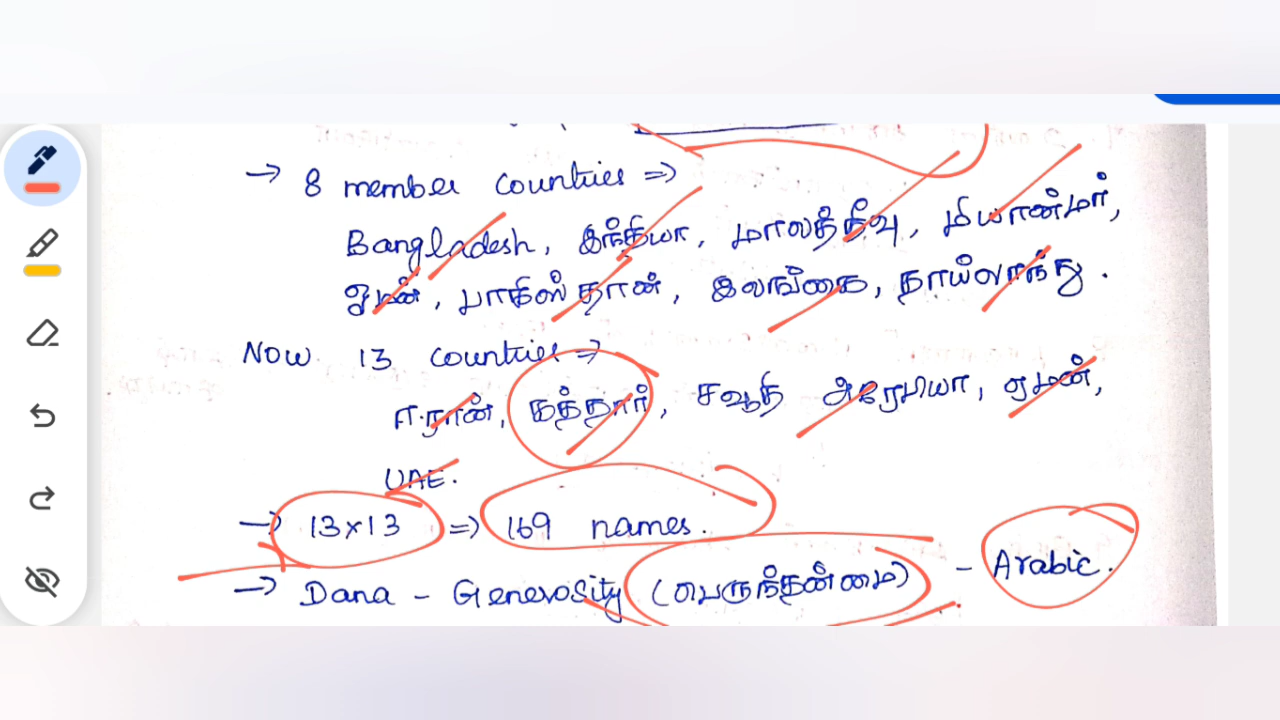 → 8 member countries ⇒
Bangladesh, இந்தியா, மாலத்தீவு, மியான்மர்,
ஓமன், பாகிஸ்தான், இலங்கை, தாய்லாந்து.
Now 13 countries ⇒
ஈரான், கத்தார், சவூதி அரேபியா, ஏமன்,
UAE.
→ 13×13 ⇒ 169 names.
→ Dana - Generosity (பெருந்தன்மை) - Arabic.